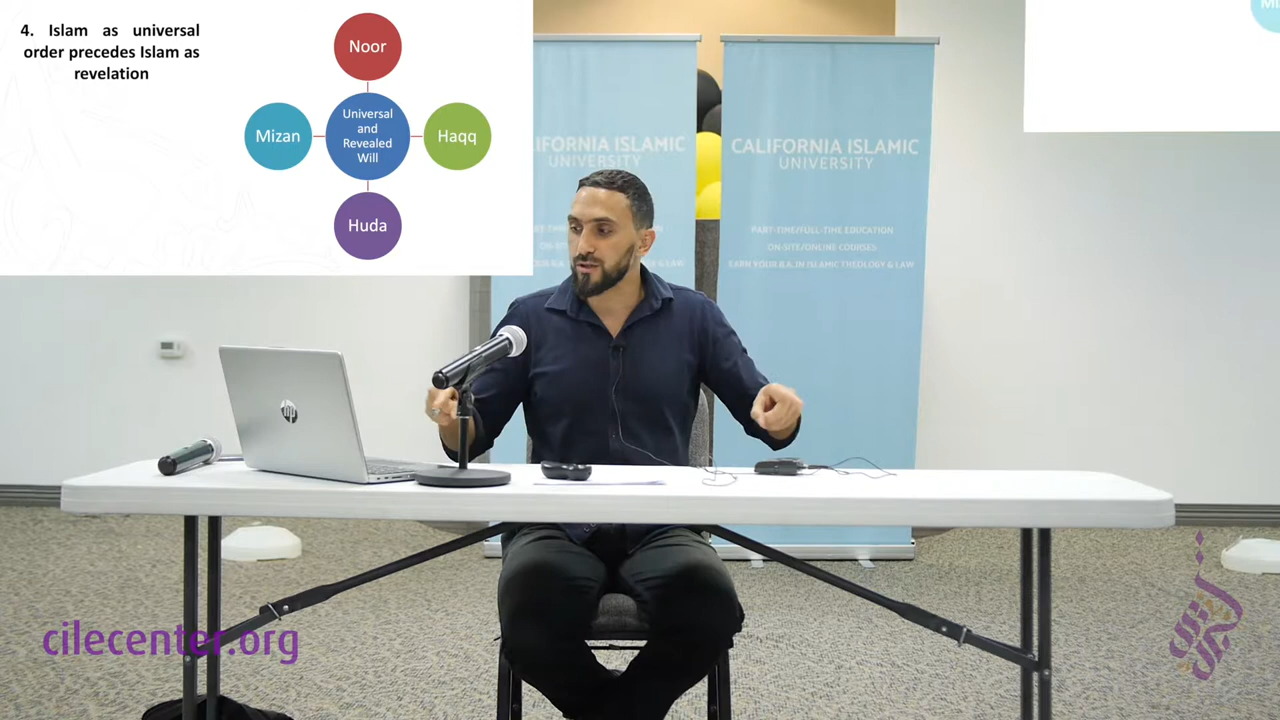 4. Islam as universal
order precedes Islam as
revelation
Noor
Mizan
Universal
and
Revealed
Will
Haqq
Huda
IFORNIA ISLAMIC
UNIVERSITY
CALIFORNIA ISLAMIC
UNIVERSITY
PART-TIME/FULL-TIME EDUCATION
ON-SITE/ONLINE COURSES
EARN YOUR B.A. IN ISLAMIC THEOLOGY & LAW
hp
cilecenter.org